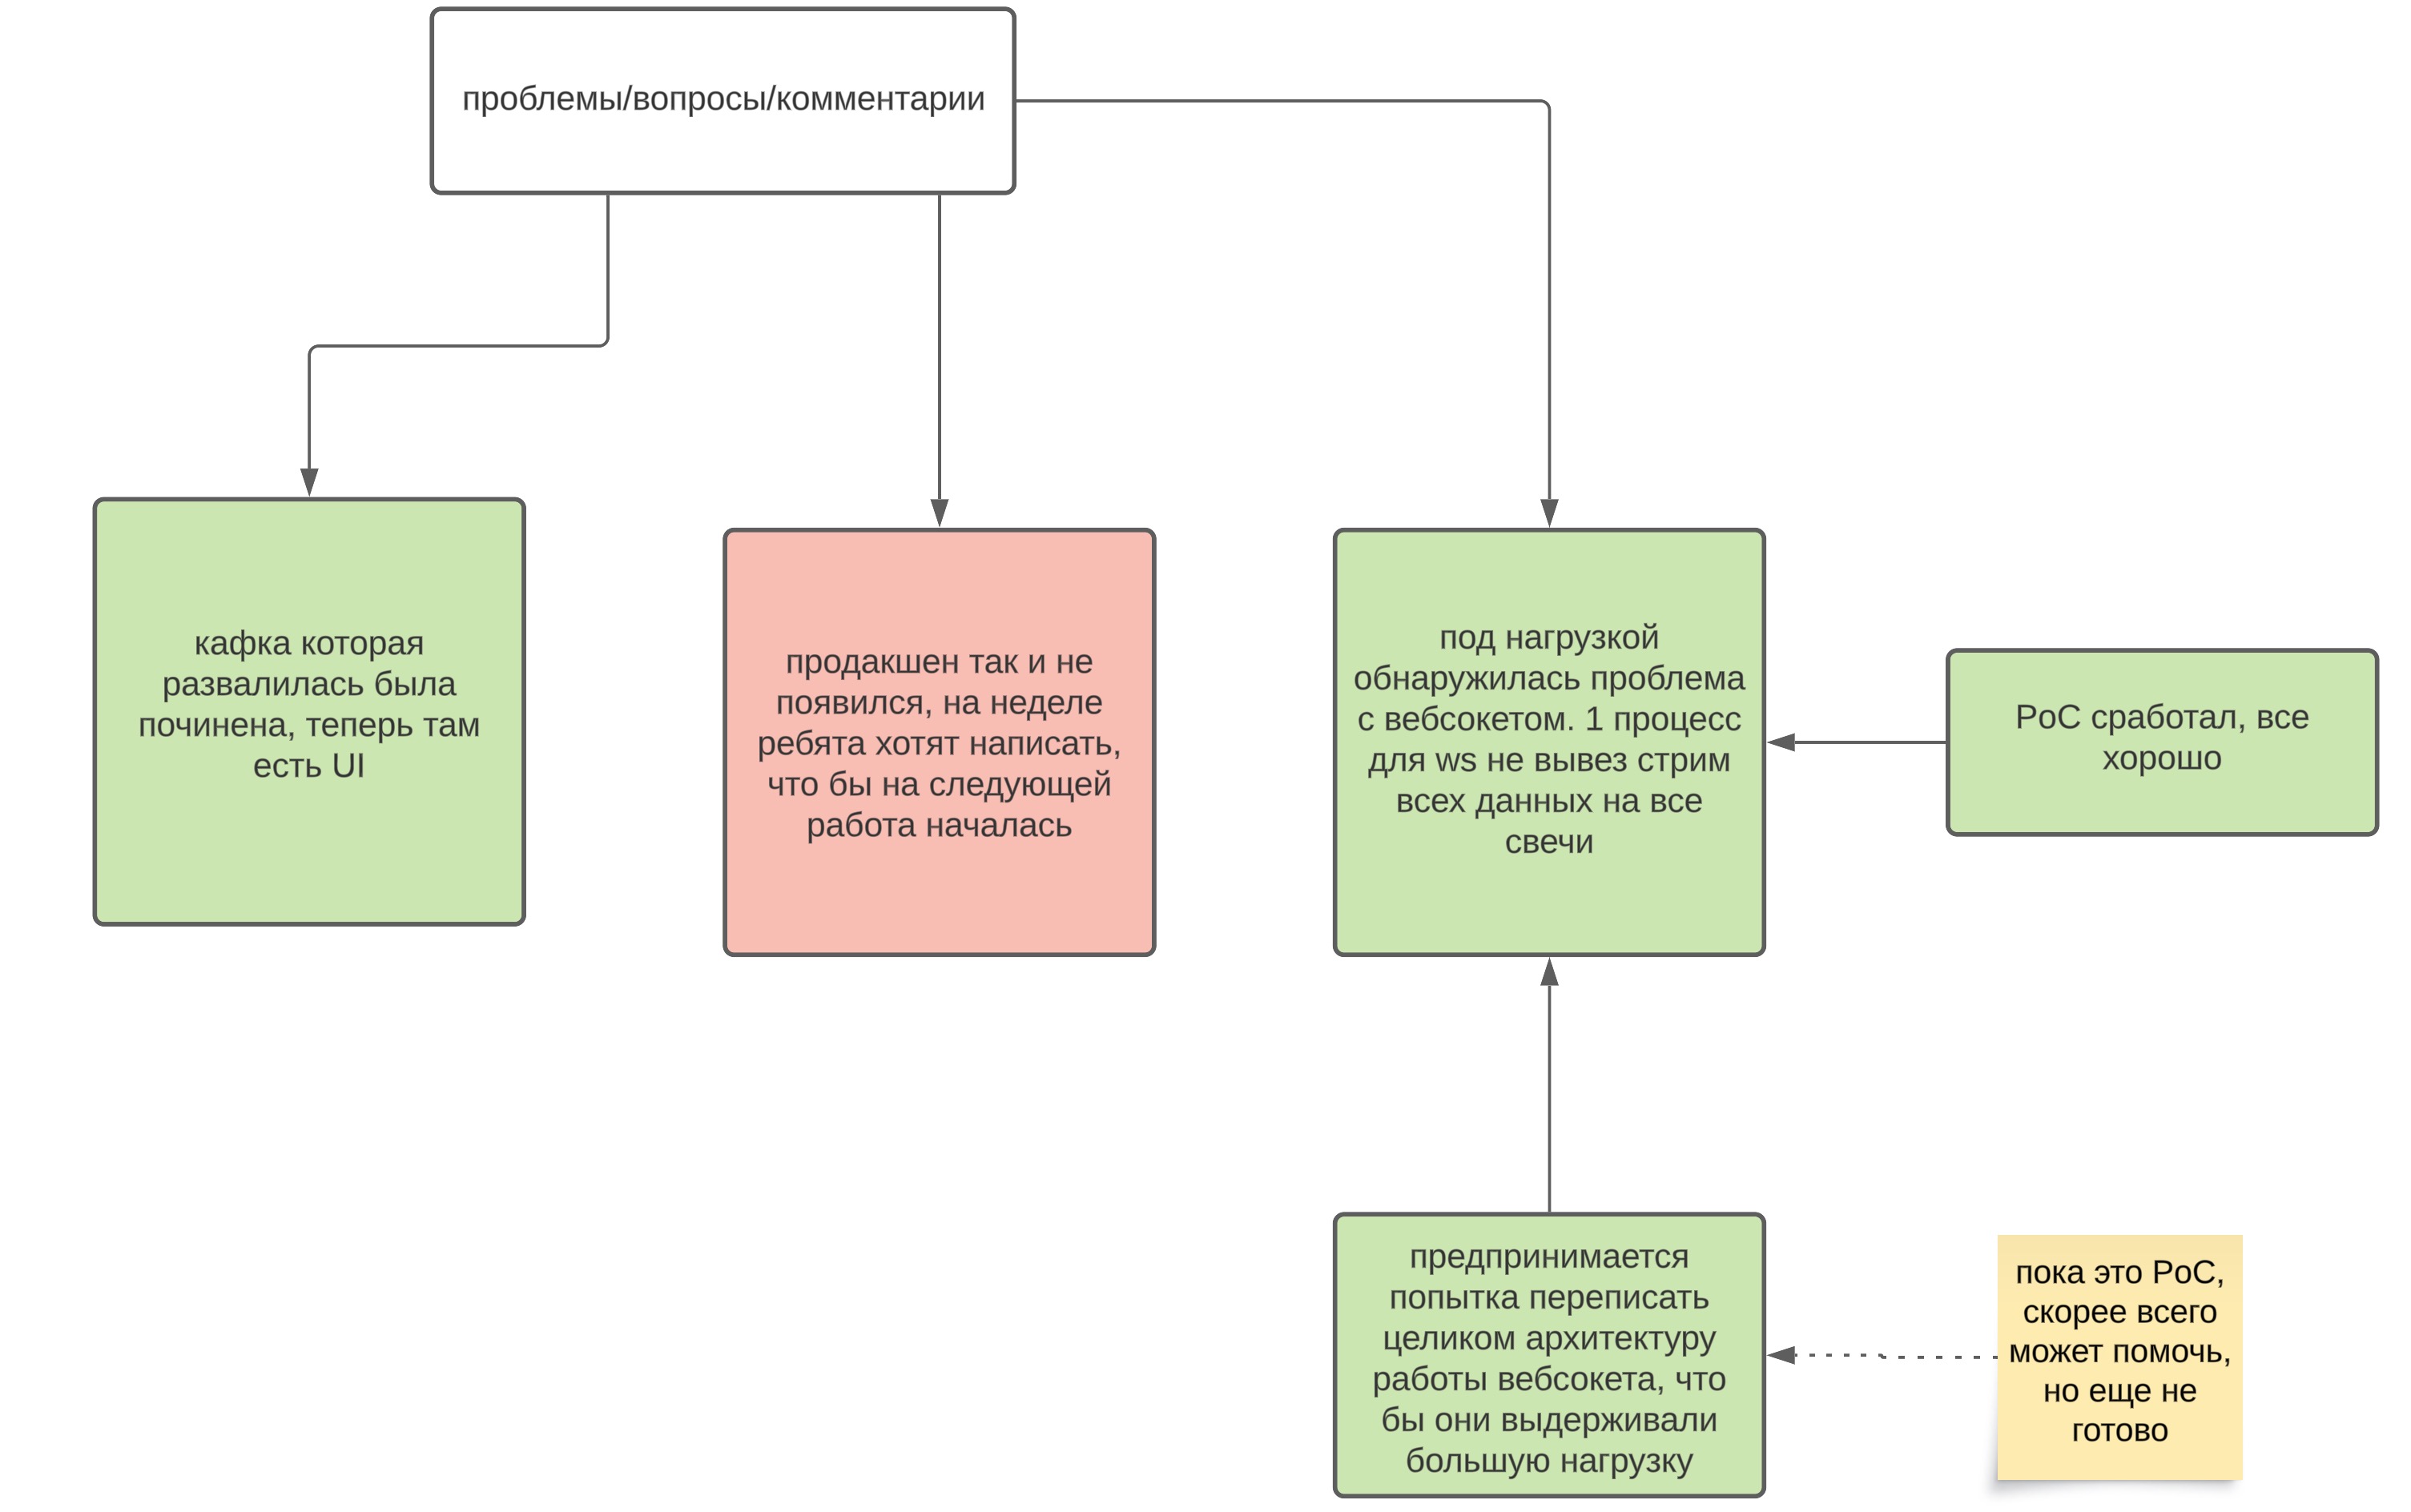 проблемы/вопросы/комментарии
кафка которая
развалилась была
починена, теперь там
есть UI
продакшен так и не
появился, на неделе
ребята хотят написать,
что бы на следующей
работа началась
под нагрузкой
обнаружилась проблема
с вебсокетом. 1 процесс
для ws не вывез стрим
всех данных на все
свечи
PoC сработал, все
хорошо
предпринимается
попытка переписать
целиком архитектуру
работы вебсокета, что
бы они выдерживали
большую нагрузку
пока это PoC,
скорее всего
может помочь,
но еще не
готово